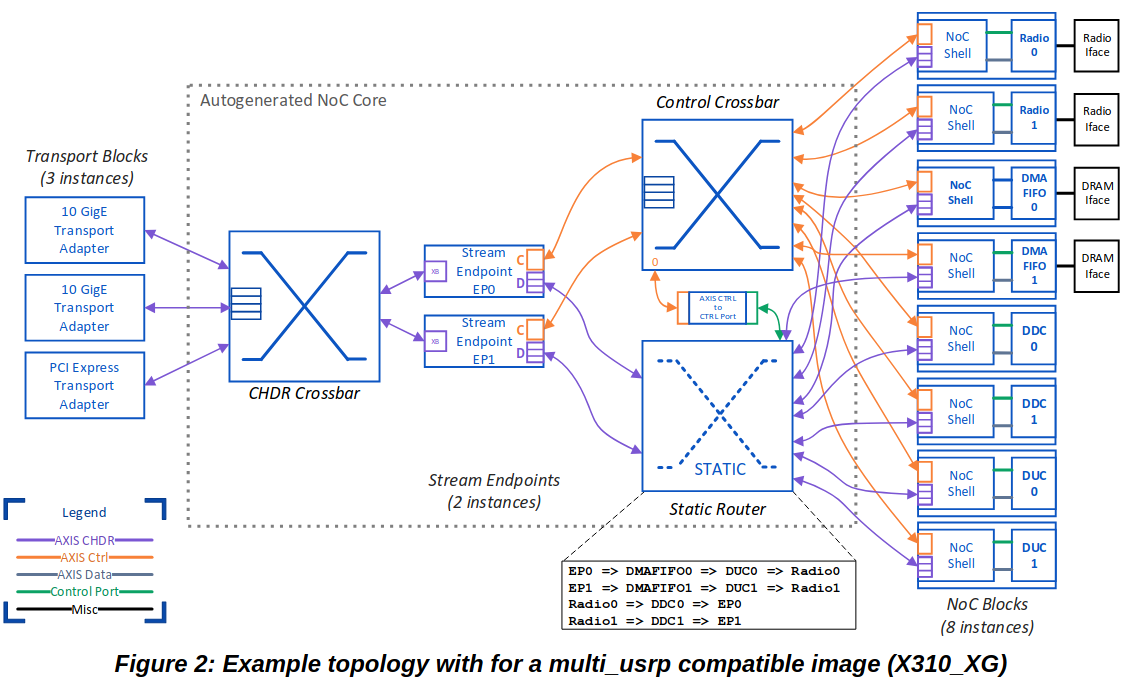 Autogenerated NoC Core
Transport Blocks
(3 instances)
10 GigE
Transport
Adapter
10 GigE
Transport
Adapter
PCI Express
Transport
Adapter
CHDR Crossbar
Stream
Endpoint
EP0
XB
C
D
Stream
Endpoint
EP1
XB
C
D
Stream Endpoints
(2 instances)
Control Crossbar
0
AXIS CTRL
to
CTRL Port
STATIC
Static Router
EP0 => DMAFIFO0 => DUC0 => Radio0
EP1 => DMAFIFO1 => DUC1 => Radio1
Radio0 => DDC0 => EP0
Radio1 => DDC1 => EP1
NoC
Shell
Radio
0
Radio
Iface
NoC
Shell
Radio
1
Radio
Iface
NoC
Shell
DMA
FIFO
0
DRAM
Iface
NoC
Shell
DMA
FIFO
1
DRAM
Iface
NoC
Shell
DDC
0
NoC
Shell
DDC
1
NoC
Shell
DUC
0
NoC
Shell
DUC
1
NoC Blocks
(8 instances)
Legend
AXIS CHDR
AXIS Ctrl
AXIS Data
Control Port
Misc
Figure 2: Example topology with for a multi_usrp compatible image (X310_XG)